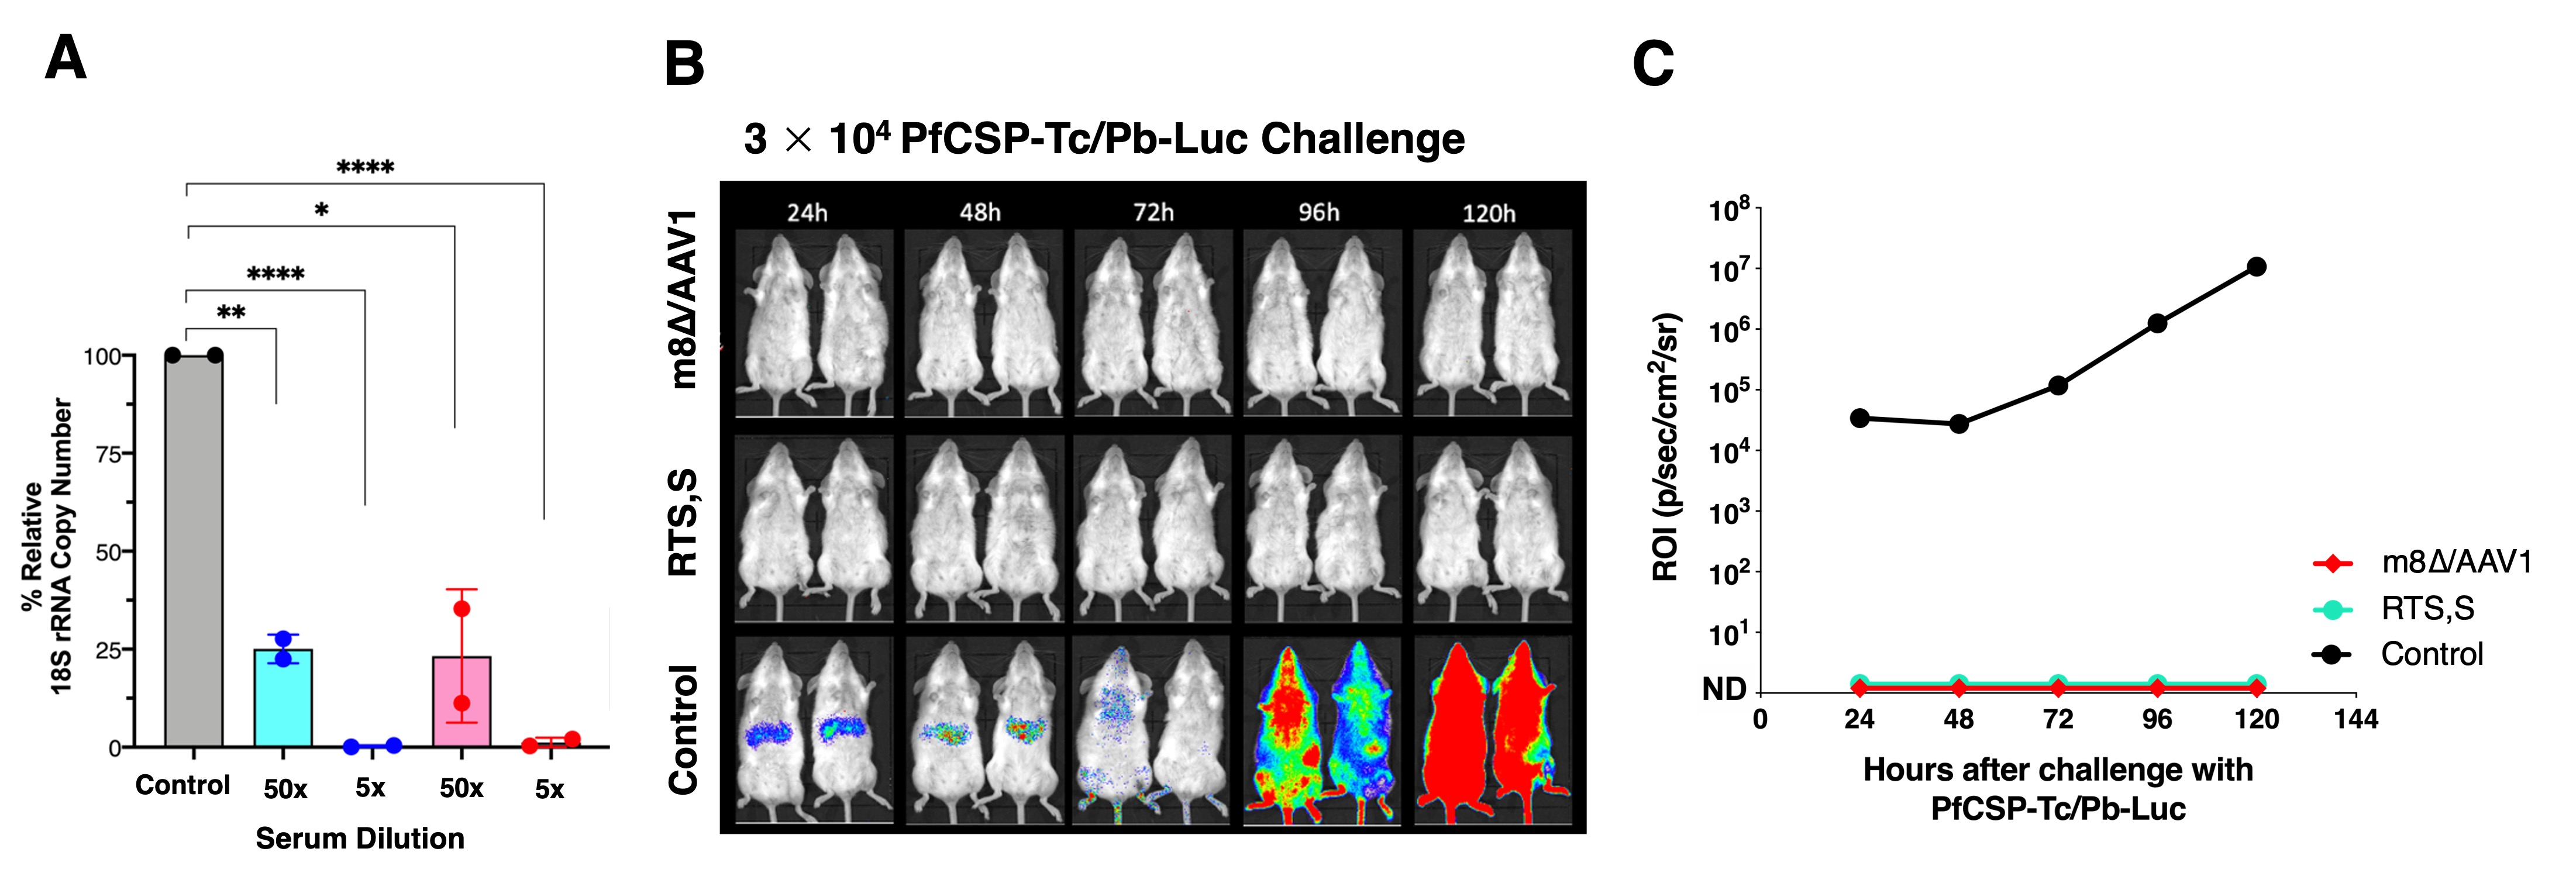 A
****
*
****
**
100
75
50
25
0
% Relative
18S rRNA Copy Number
Control 50x 5x 50x 5x
Serum Dilution
B
3 × 10⁴ PfCSP-Tc/Pb-Luc Challenge
24h 48h 72h 96h 120h
m8Δ/AAV1
RTS,S
Control
C
10⁸
10⁷
10⁶
10⁵
10⁴
10³
10²
10¹
ND
ROI (p/sec/cm²/sr)
0 24 48 72 96 120 144
Hours after challenge with
PfCSP-Tc/Pb-Luc
m8Δ/AAV1
RTS,S
Control